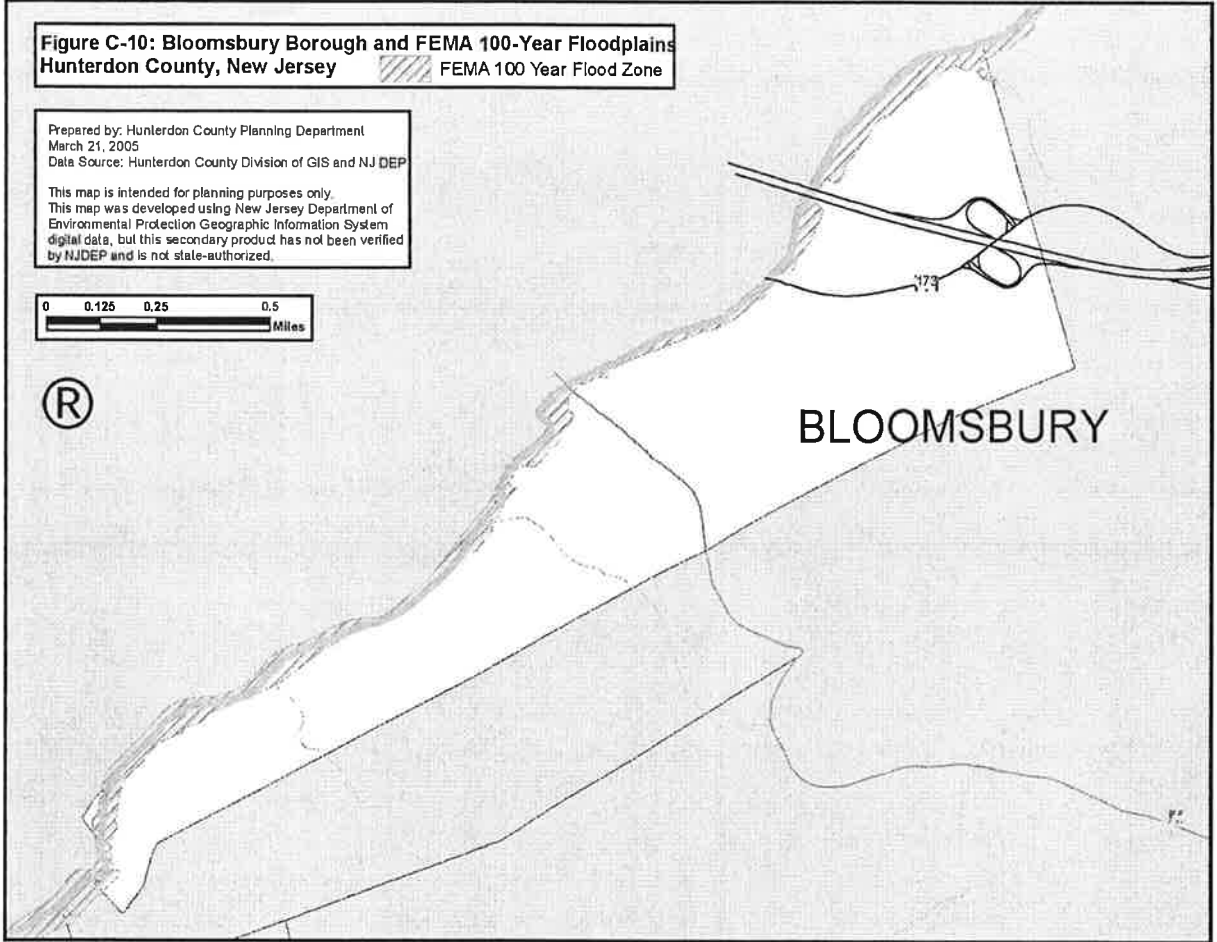 Figure C-10: Bloomsbury Borough and FEMA 100-Year Floodplains
Hunterdon County, New Jersey
FEMA 100 Year Flood Zone
Prepared by: Hunterdon County Planning Department
March 21, 2005
Data Source: Hunterdon County Division of GIS and NJ DEP
This map is intended for planning purposes only.
This map was developed using New Jersey Department of
Environmental Protection Geographic Information System
digital data, but this secondary product has not been verified
by NJDEP and is not state-authorized.
0 0.125 0.25 0.5
Miles
®
173
BLOOMSBURY